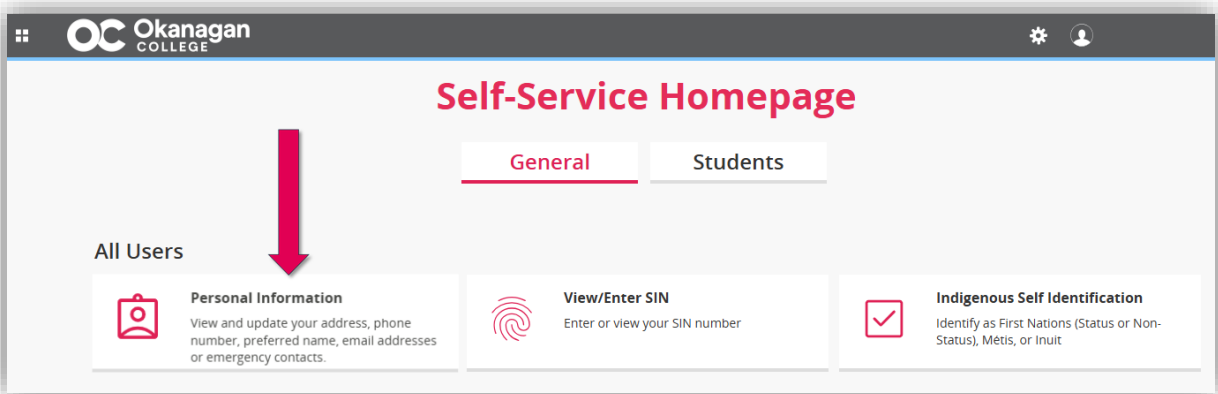 OC Okanagan
COLLEGE
Self-Service Homepage
General
Students
All Users
Personal Information
View and update your address, phone
number, preferred name, email addresses
or emergency contacts.
View/Enter SIN
Enter or view your SIN number
Indigenous Self Identification
Identify as First Nations (Status or Non-
Status), Métis, or Inuit